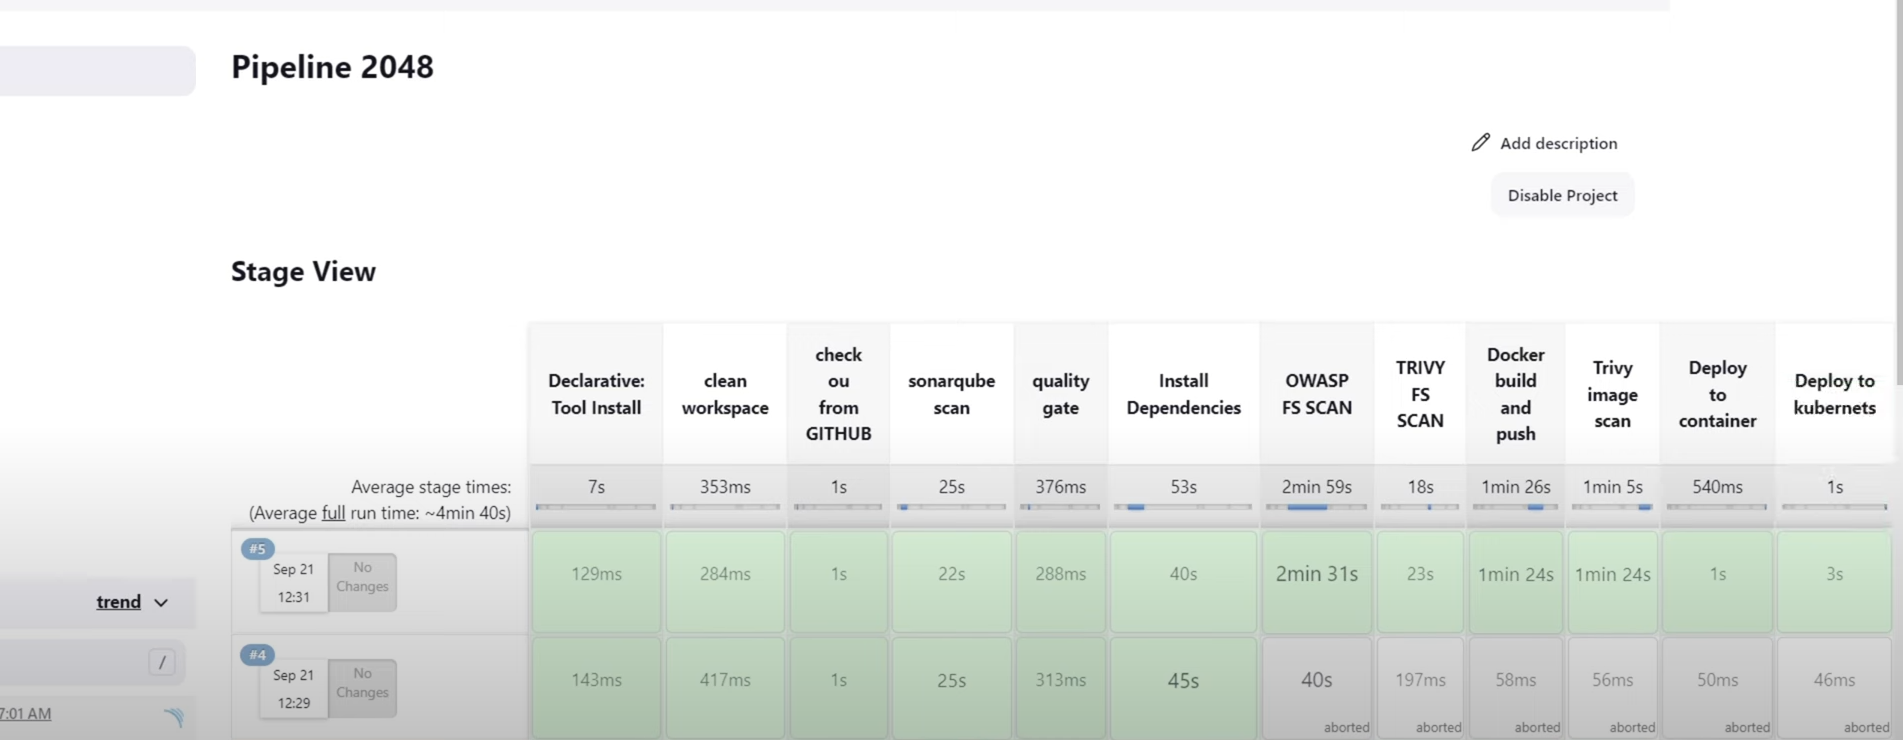 Pipeline 2048
Add description
Disable Project
Stage View
Declarative:
Tool Install
clean
workspace
check
ou
from
GITHUB
sonarqube
scan
quality
gate
Install
Dependencies
OWASP
FS SCAN
TRIVY
FS
SCAN
Docker
build
and
push
Trivy
image
scan
Deploy
to
container
Deploy to
kubernetes
Average stage times:
(Average full run time: ~4min 40s)
7s 353ms 1s 25s 376ms 53s 2min 59s 18s 1min 26s 1min 5s 540ms 1s
#5
Sep 21
12:31
No
Changes
129ms 284ms 1s 22s 288ms 40s 2min 31s 23s 1min 24s 1min 24s 1s 3s
trend
#4
Sep 21
12:29
No
Changes
143ms 417ms 1s 25s 313ms 45s 40s 197ms 58ms 56ms 50ms 46ms
aborted aborted aborted aborted aborted aborted
/
7:01 AM